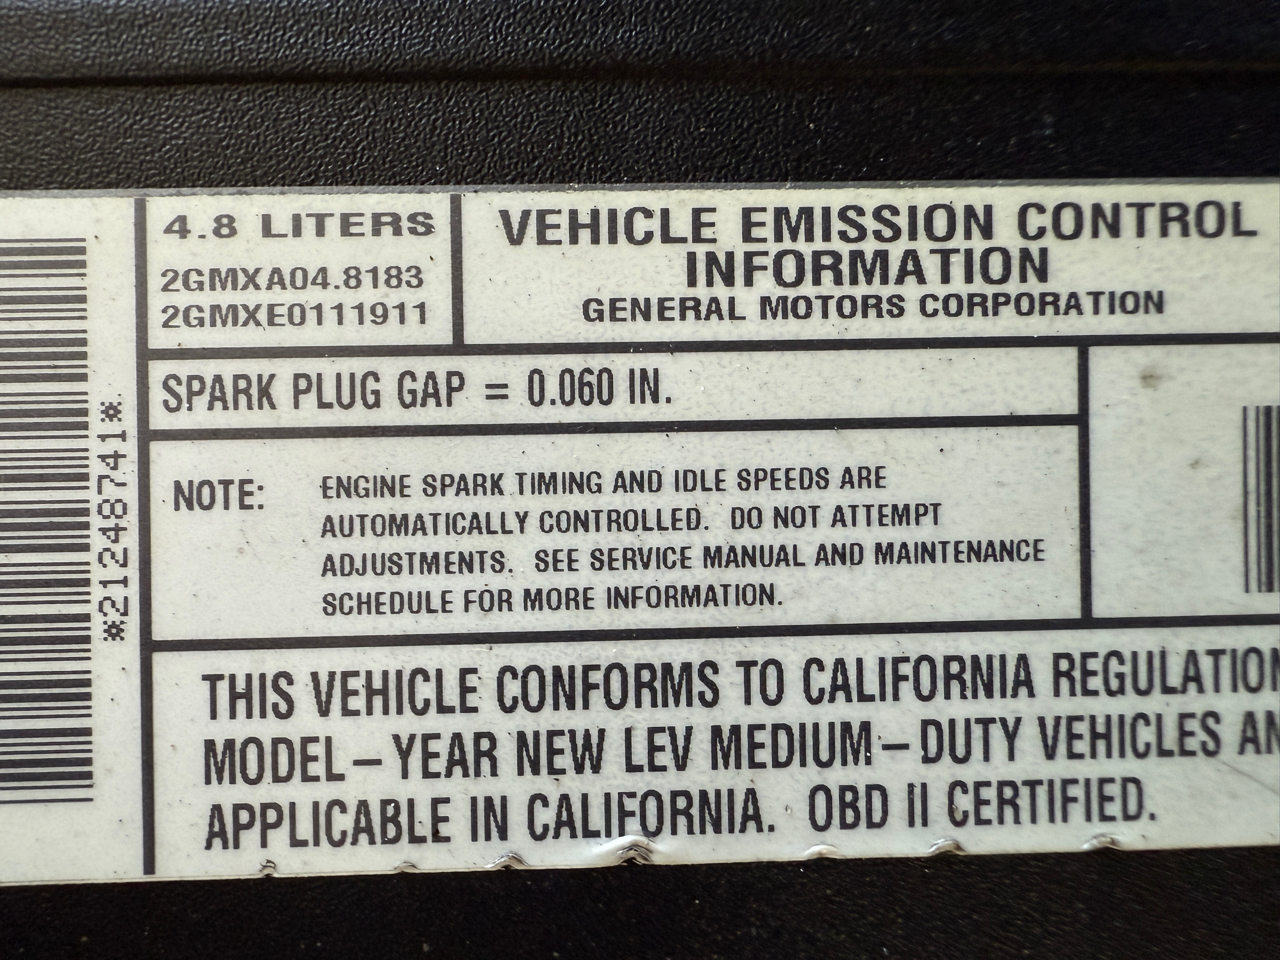 *21248741*
4.8 LITERS
2GMXA04.8183
2GMXE0111911
VEHICLE EMISSION CONTROL
INFORMATION
GENERAL MOTORS CORPORATION
SPARK PLUG GAP = 0.060 IN.
NOTE: ENGINE SPARK TIMING AND IDLE SPEEDS ARE
AUTOMATICALLY CONTROLLED. DO NOT ATTEMPT
ADJUSTMENTS. SEE SERVICE MANUAL AND MAINTENANCE
SCHEDULE FOR MORE INFORMATION.
THIS VEHICLE CONFORMS TO CALIFORNIA REGULATION
MODEL–YEAR NEW LEV MEDIUM–DUTY VEHICLES AN
APPLICABLE IN CALIFORNIA. OBD II CERTIFIED.